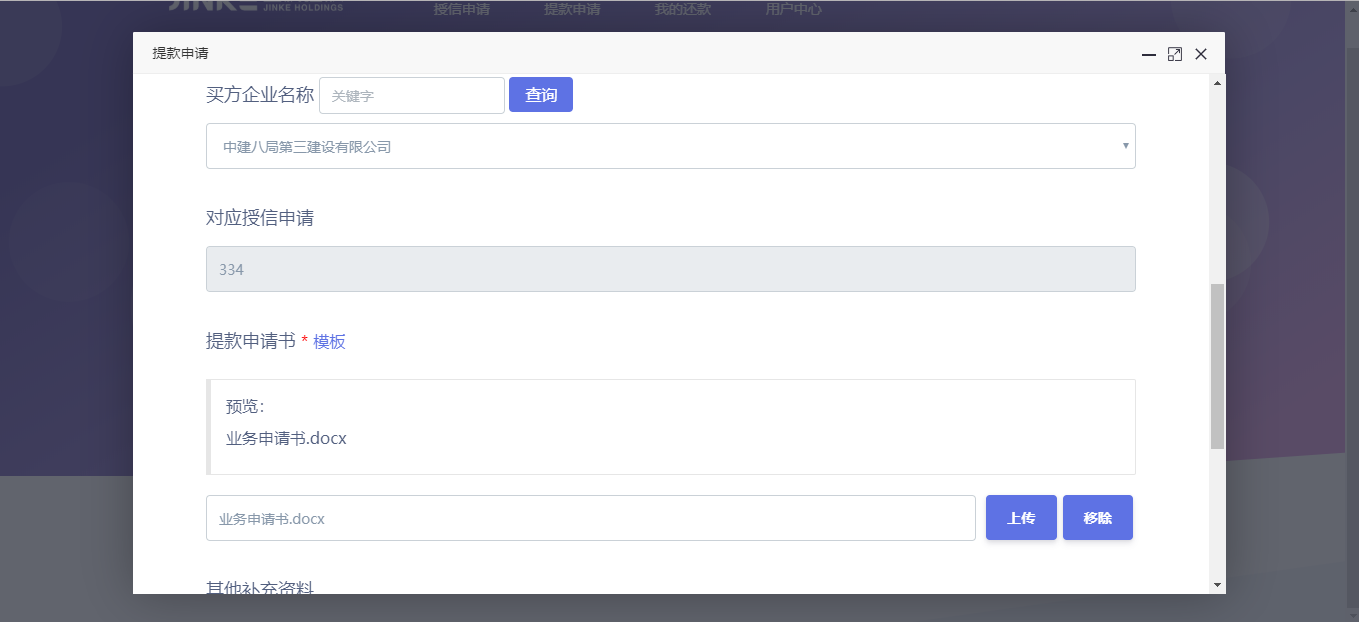 JINKE
JINKE HOLDINGS
授信申请 提款申请 我的还款 用户中心
提款申请
买方企业名称 关键字 查询
中建八局第三建设有限公司
对应授信申请
334
提款申请书 * 模板
预览：
业务申请书.docx
业务申请书.docx 上传 移除
其他补充资料